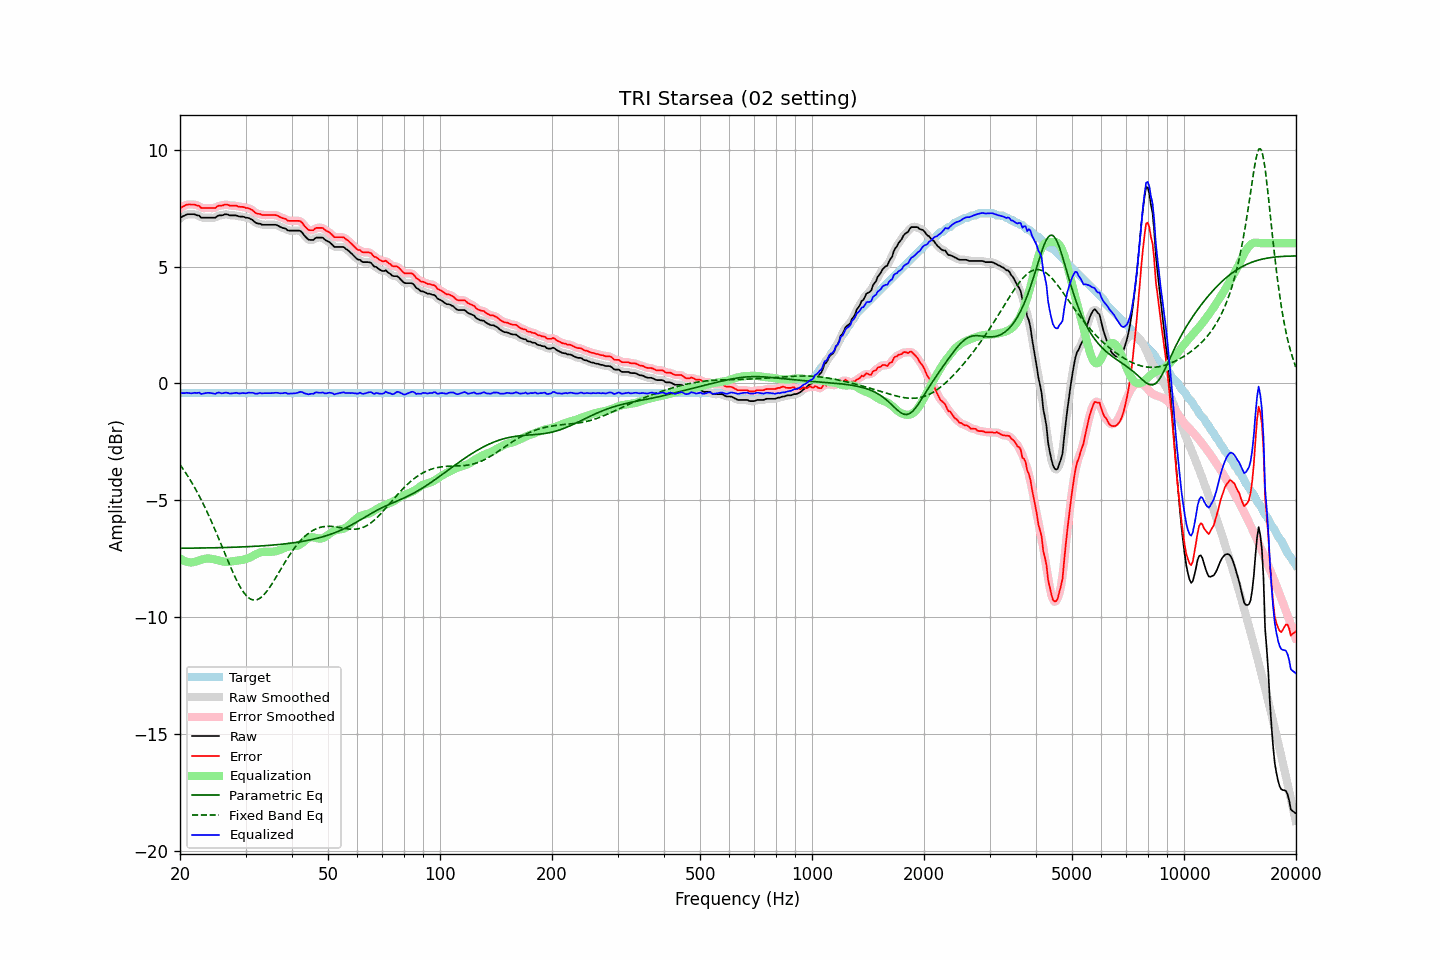 TRI Starsea (02 setting)
10
5
0
−5
−10
−15
−20
Amplitude (dBr)
Target
Raw Smoothed
Error Smoothed
Raw
Error
Equalization
Parametric Eq
Fixed Band Eq
Equalized
20 50 100 200 500 1000 2000 5000 10000 20000
Frequency (Hz)